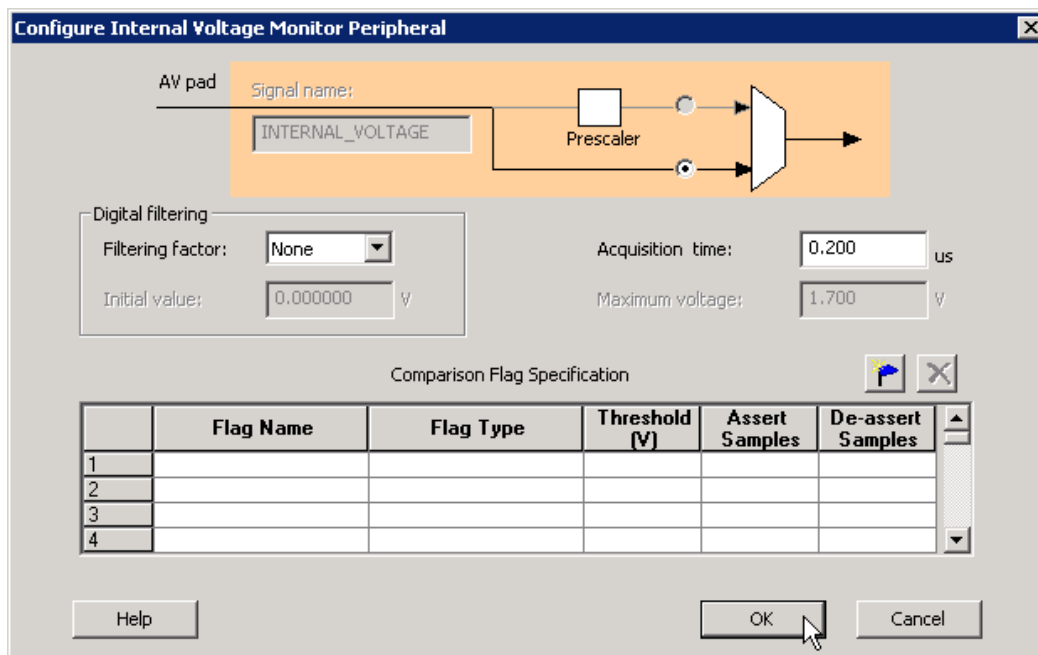 Configure Internal Voltage Monitor Peripheral
AV pad
Signal name:
INTERNAL_VOLTAGE
Prescaler
Digital filtering
Filtering factor: None
Acquisition time: 0.200 us
Initial value: 0.000000 V
Maximum voltage: 1.700 V
Comparison Flag Specification
Flag Name Flag Type Threshold (V) Assert Samples De-assert Samples
1
2
3
4
Help OK Cancel